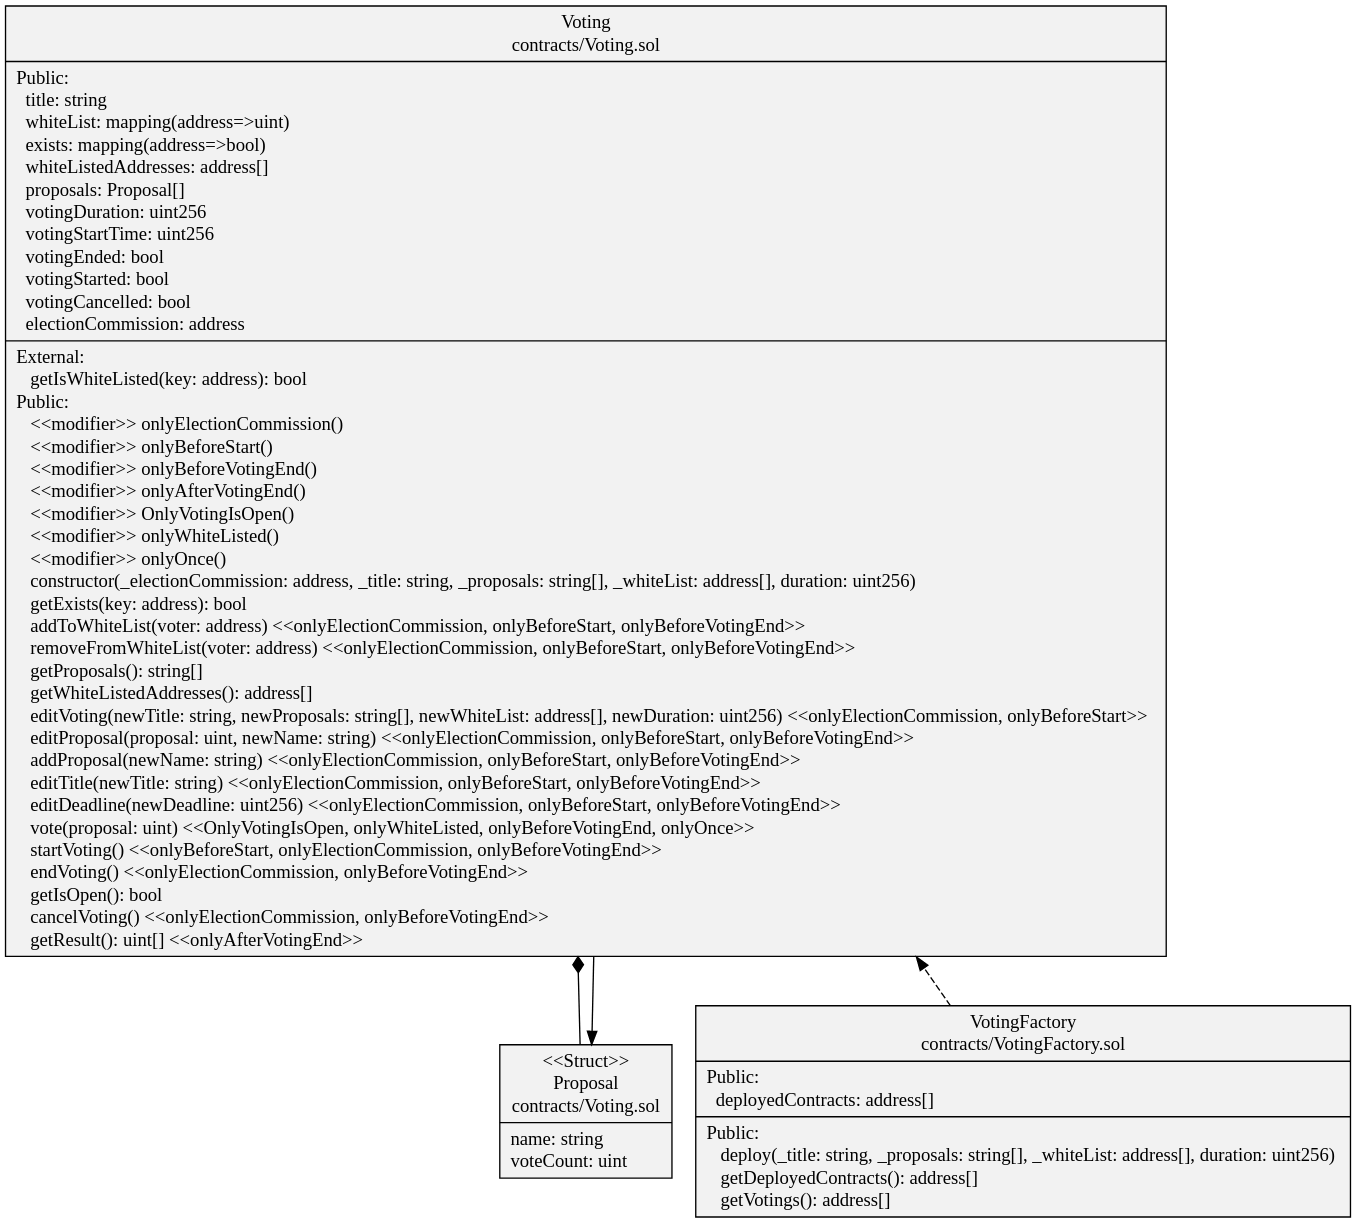 Voting
contracts/Voting.sol
Public:
title: string
whiteList: mapping(address=>uint)
exists: mapping(address=>bool)
whiteListedAddresses: address[]
proposals: Proposal[]
votingDuration: uint256
votingStartTime: uint256
votingEnded: bool
votingStarted: bool
votingCancelled: bool
electionCommission: address
External:
getIsWhiteListed(key: address): bool
Public:
<<modifier>> onlyElectionCommission()
<<modifier>> onlyBeforeStart()
<<modifier>> onlyBeforeVotingEnd()
<<modifier>> onlyAfterVotingEnd()
<<modifier>> OnlyVotingIsOpen()
<<modifier>> onlyWhiteListed()
<<modifier>> onlyOnce()
constructor(_electionCommission: address, _title: string, _proposals: string[], _whiteList: address[], duration: uint256)
getExists(key: address): bool
addToWhiteList(voter: address) <<onlyElectionCommission, onlyBeforeStart, onlyBeforeVotingEnd>>
removeFromWhiteList(voter: address) <<onlyElectionCommission, onlyBeforeStart, onlyBeforeVotingEnd>>
getProposals(): string[]
getWhiteListedAddresses(): address[]
editVoting(newTitle: string, newProposals: string[], newWhiteList: address[], newDuration: uint256) <<onlyElectionCommission, onlyBeforeStart>>
editProposal(proposal: uint, newName: string) <<onlyElectionCommission, onlyBeforeStart, onlyBeforeVotingEnd>>
addProposal(newName: string) <<onlyElectionCommission, onlyBeforeStart, onlyBeforeVotingEnd>>
editTitle(newTitle: string) <<onlyElectionCommission, onlyBeforeStart, onlyBeforeVotingEnd>>
editDeadline(newDeadline: uint256) <<onlyElectionCommission, onlyBeforeStart, onlyBeforeVotingEnd>>
vote(proposal: uint) <<OnlyVotingIsOpen, onlyWhiteListed, onlyBeforeVotingEnd, onlyOnce>>
startVoting() <<onlyBeforeStart, onlyElectionCommission, onlyBeforeVotingEnd>>
endVoting() <<onlyElectionCommission, onlyBeforeVotingEnd>>
getIsOpen(): bool
cancelVoting() <<onlyElectionCommission, onlyBeforeVotingEnd>>
getResult(): uint[] <<onlyAfterVotingEnd>>
<<Struct>>
Proposal
contracts/Voting.sol
name: string
voteCount: uint
VotingFactory
contracts/VotingFactory.sol
Public:
deployedContracts: address[]
Public:
deploy(_title: string, _proposals: string[], _whiteList: address[], duration: uint256)
getDeployedContracts(): address[]
getVotings(): address[]